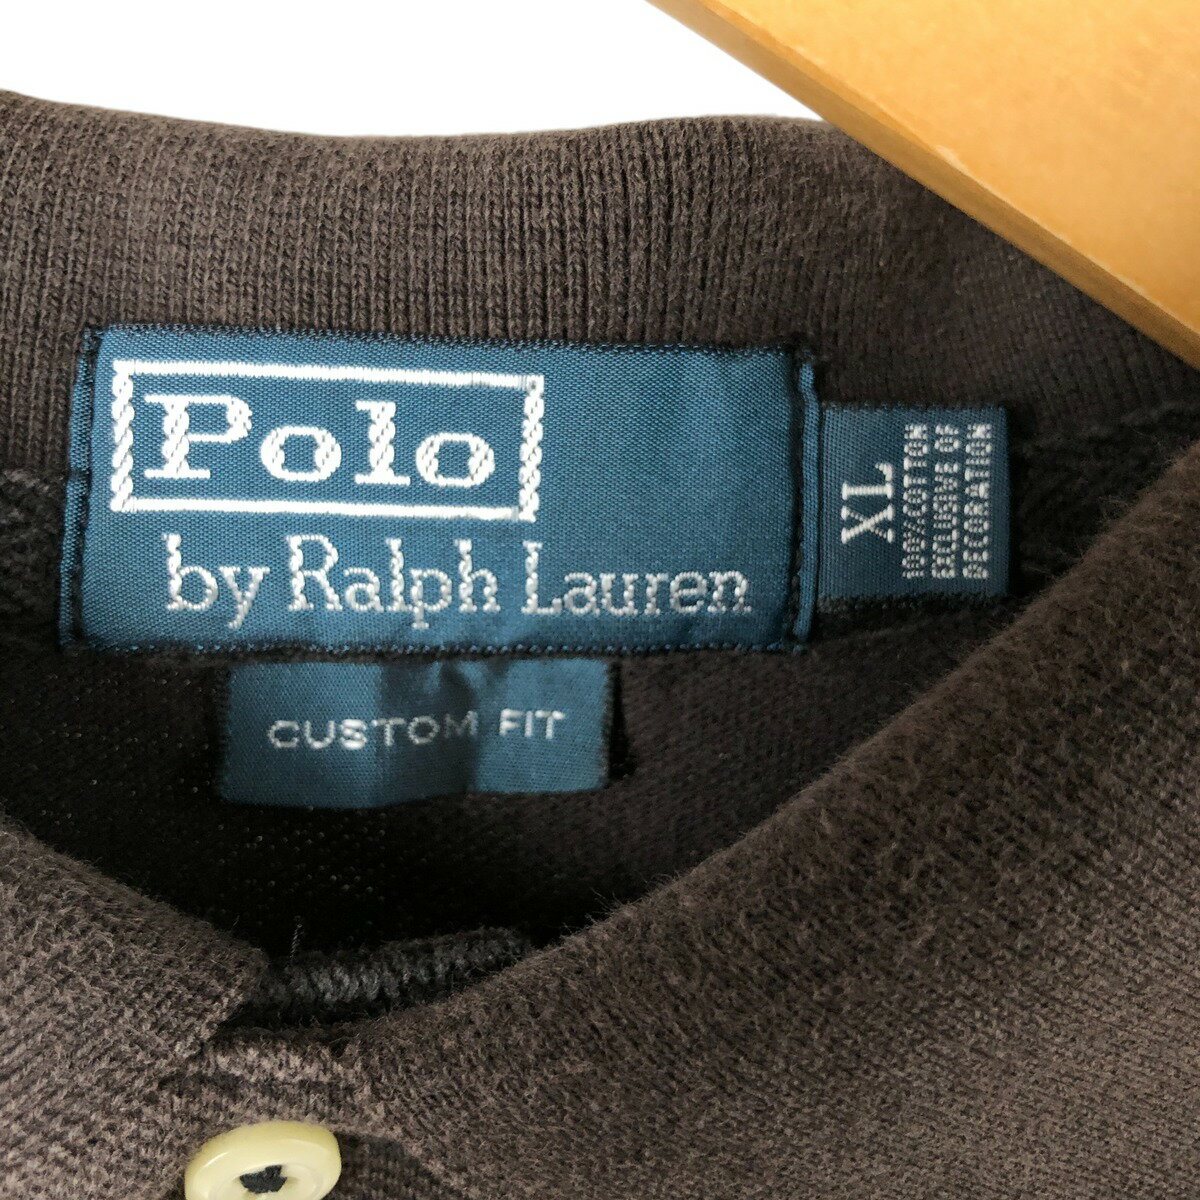 Polo
by Ralph Lauren
XL
100% COTTON
EXCLUSIVE OF
DECORATION
CUSTOM FIT